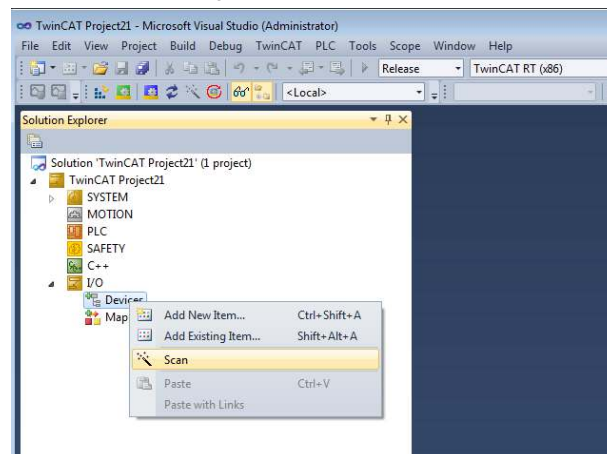 TwinCAT Project21 - Microsoft Visual Studio (Administrator)
File Edit View Project Build Debug TwinCAT PLC Tools Scope Window Help
Release TwinCAT RT (x86)
<Local>
Solution Explorer
Solution 'TwinCAT Project21' (1 project)
TwinCAT Project21
SYSTEM
MOTION
PLC
SAFETY
C++
I/O
Devices
Map
Add New Item... Ctrl+Shift+A
Add Existing Item... Shift+Alt+A
Scan
Paste Ctrl+V
Paste with Links